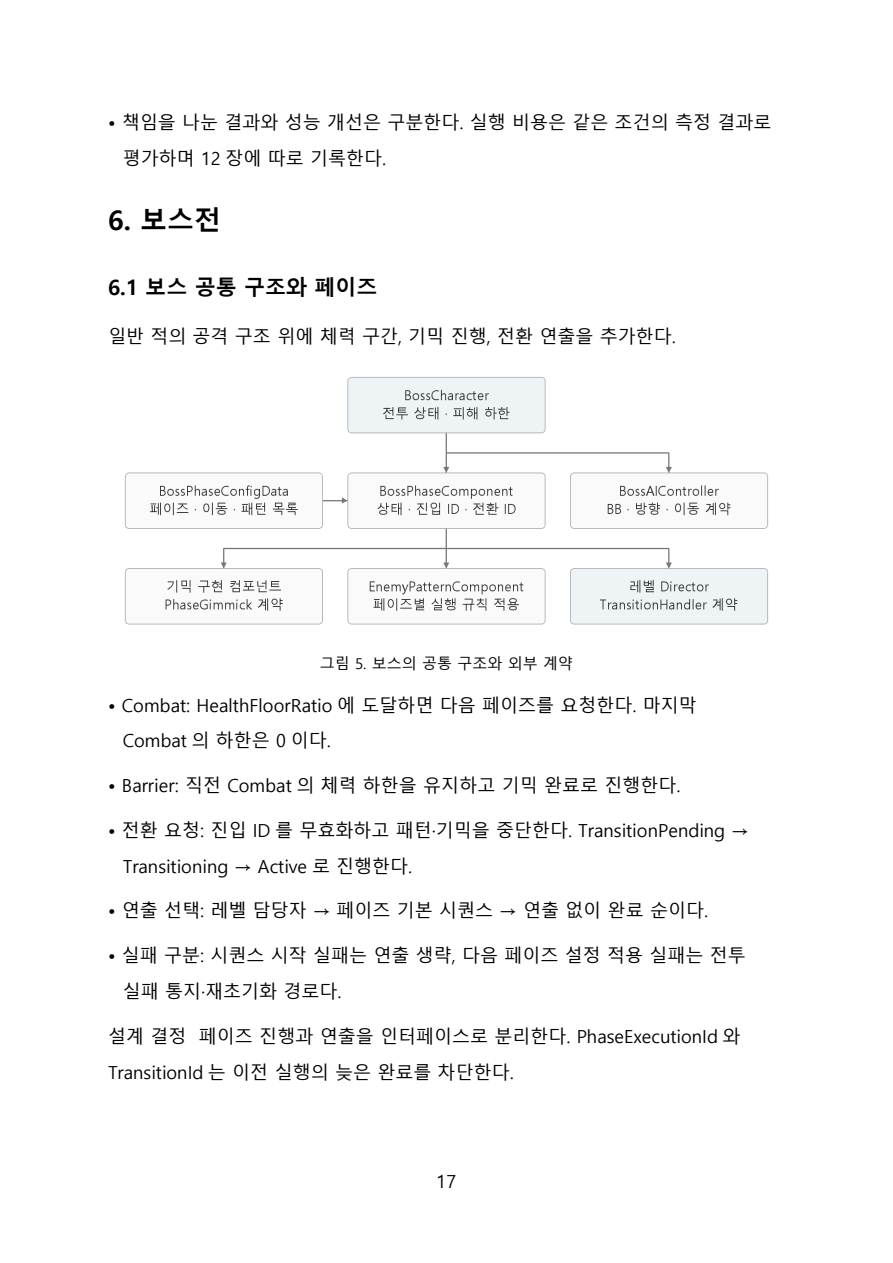 • 책임을 나눈 결과와 성능 개선은 구분한다. 실행 비용은 같은 조건의 측정 결과로
평가하며 12 장에 따로 기록한다.
6. 보스전
6.1 보스 공통 구조와 페이즈
일반 적의 공격 구조 위에 체력 구간, 기믹 진행, 전환 연출을 추가한다.
BossCharacter
전투 상태 · 피해 하한
BossPhaseConfigData
페이즈 · 이동 · 패턴 목록
BossPhaseComponent
상태 · 진입 ID · 전환 ID
BossAIController
BB · 방향 · 이동 계약
기믹 구현 컴포넌트
PhaseGimmick 계약
EnemyPatternComponent
페이즈별 실행 규칙 적용
레벨 Director
TransitionHandler 계약
그림 5. 보스의 공통 구조와 외부 계약
• Combat: HealthFloorRatio 에 도달하면 다음 페이즈를 요청한다. 마지막
Combat 의 하한은 0 이다.
• Barrier: 직전 Combat 의 체력 하한을 유지하고 기믹 완료로 진행한다.
• 전환 요청: 진입 ID 를 무효화하고 패턴·기믹을 중단한다. TransitionPending →
Transitioning → Active 로 진행한다.
• 연출 선택: 레벨 담당자 → 페이즈 기본 시퀀스 → 연출 없이 완료 순이다.
• 실패 구분: 시퀀스 시작 실패는 연출 생략, 다음 페이즈 설정 적용 실패는 전투
실패 통지·재초기화 경로다.
설계 결정  페이즈 진행과 연출을 인터페이스로 분리한다. PhaseExecutionId 와
TransitionId 는 이전 실행의 늦은 완료를 차단한다.
17